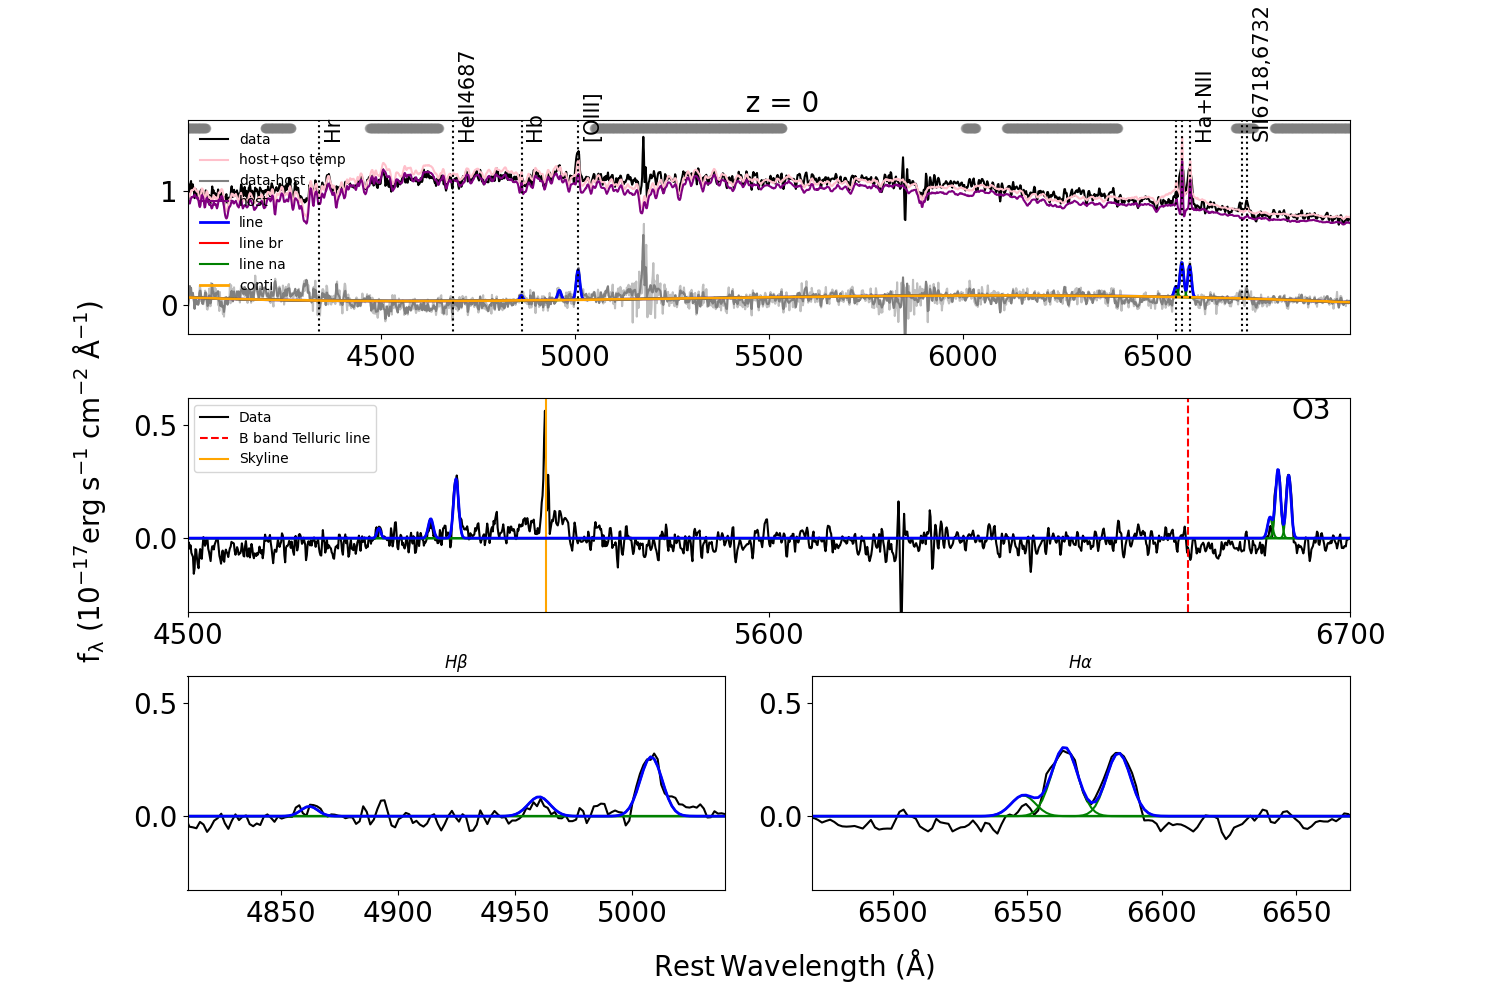 z = 0
Hr
HeII4687
Hb
[OIII]
Ha+NII
SII6718,6732
data
host+qso temp
data-host
host
line
line br
line na
conti
1
0
4500 5000 5500 6000 6500
O3
Data
B band Telluric line
Skyline
0.5
0.0
4500 5600 6700
fλ (10⁻¹⁷erg s⁻¹ cm⁻² Å⁻¹)
Hβ
0.5
0.0
4850 4900 4950 5000
Hα
0.5
0.0
6500 6550 6600 6650
Rest Wavelength (Å)